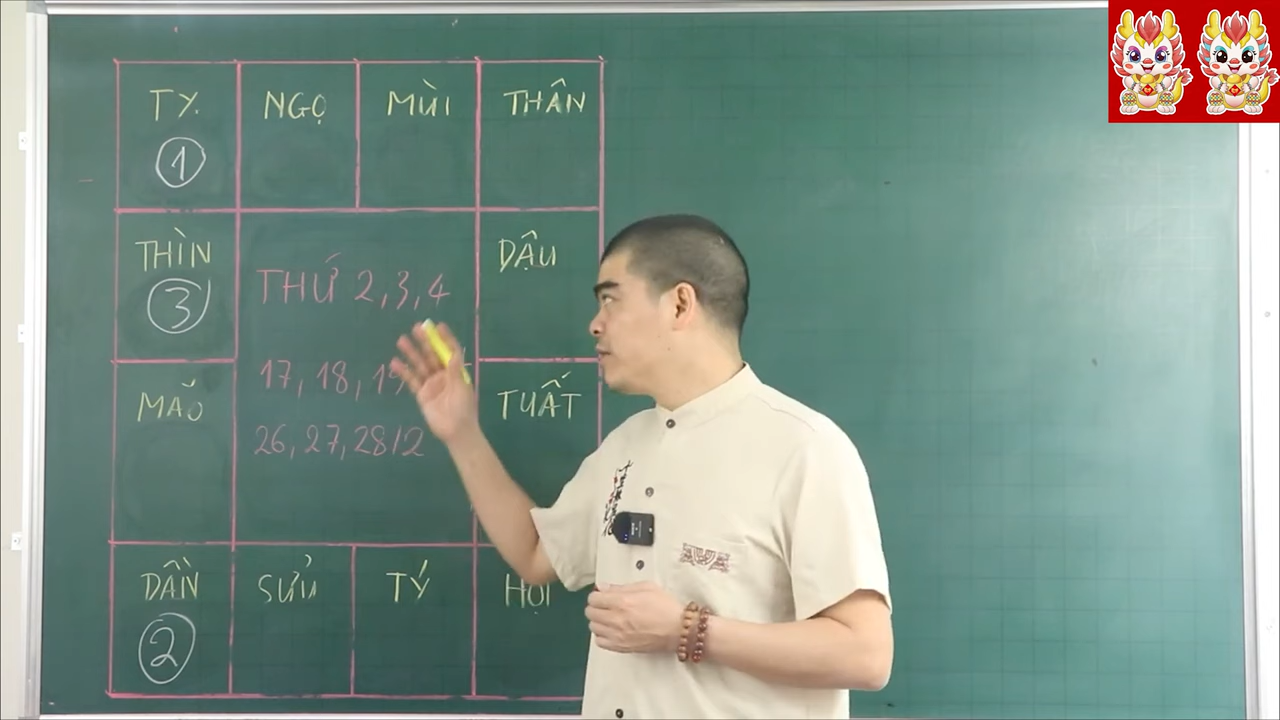 TỴ NGỌ MÙI THÂN
1
THÌN DẬU
3
THỨ 2, 3, 4
MÃO TUẤT
17, 18, 19
26, 27, 28/2
DẦN SỬU TÝ HỢI
2